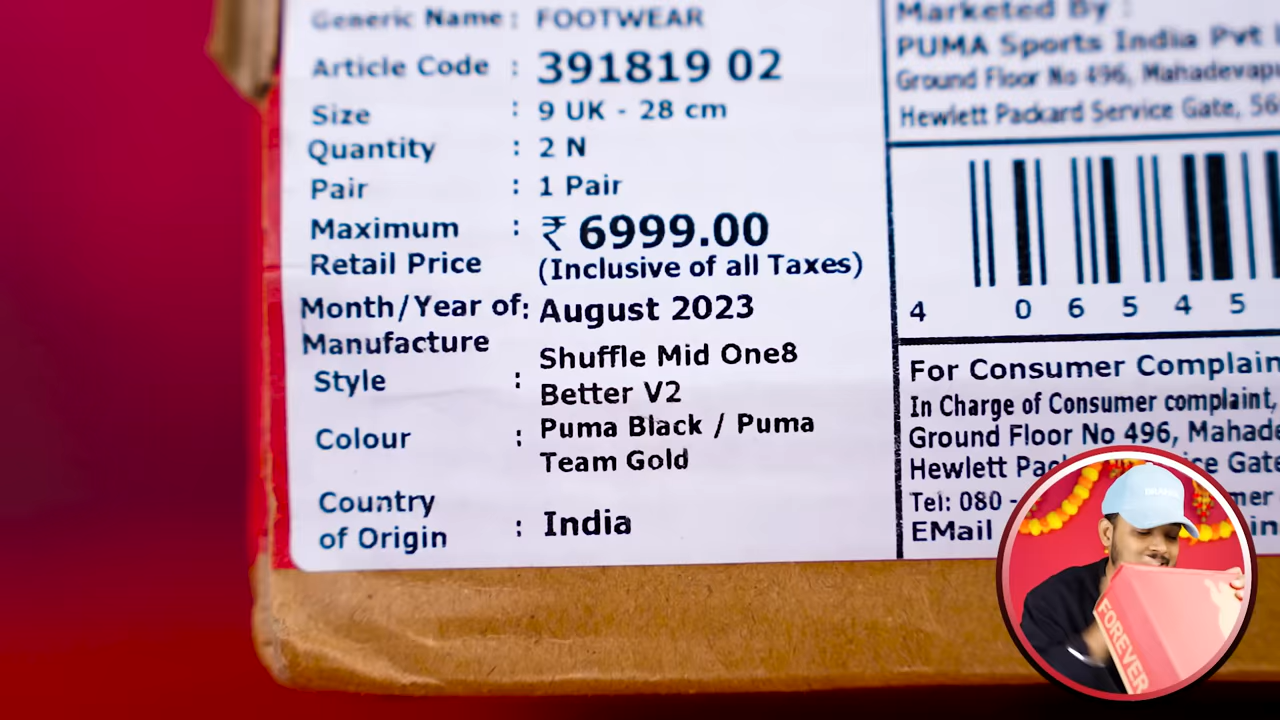 Generic Name : FOOTWEAR
Article Code : 391819 02
Size : 9 UK - 28 cm
Quantity : 2 N
Pair : 1 Pair
Maximum Retail Price : ₹ 6999.00
(Inclusive of all Taxes)
Month/Year of: August 2023
Manufacture
Style : Shuffle Mid One8
Better V2
Colour : Puma Black / Puma
Team Gold
Country
of Origin : India
Marketed By :
PUMA Sports India Pvt
Ground Floor No 496,
Hewlett Packard Service Gate, 56
4 0 6 5 4 5
For Consumer
In Charge of Consumer complaint,
Ground Floor No 496,
Hewlett
Tel: 080 -
EMail
FOREVER